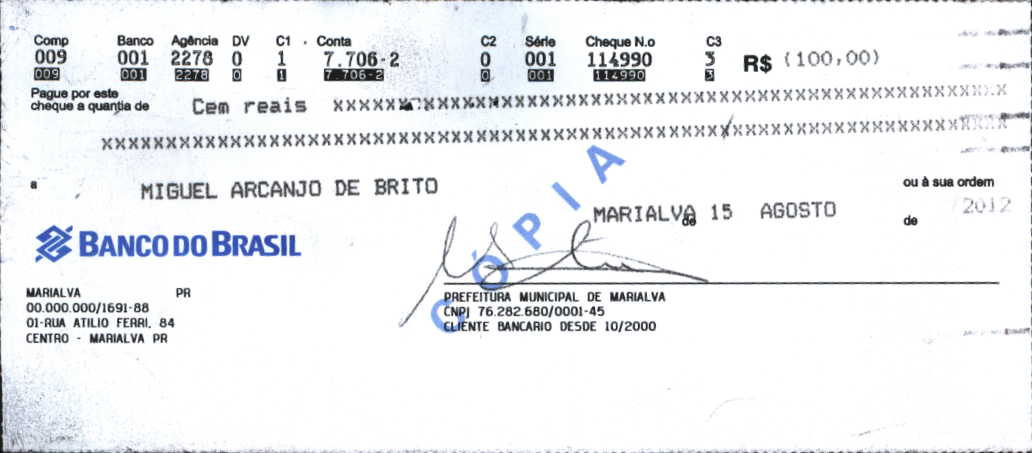 Comp Banco Agência DV C1 Conta C2 Série Cheque N.o C3
009 001 2278 0 1 7.706-2 0 001 114990 3 R$ (100,00)
009 001 2278 0 1 7.706-2 0 001 114990 3
Pague por este
cheque a quantia de Cem reais xxxxxxxxxxxxxxxxxxxxxxxxxxxxxxxxxxxxxxxxxxxxxxxxxxxxxxxxxxxxxxx
xxxxxxxxxxxxxxxxxxxxxxxxxxxxxxxxxxxxxxxxxxxxxxxxxxxxxxxxxxxxxxxxxxxxxxxxxxxxxxxxxxx
a MIGUEL ARCANJO DE BRITO ou à sua ordem
MARIALVA de 15 AGOSTO de /2012
CÓPIA
BANCO DO BRASIL
MARIALVA PR
00.000.000/1691-88
01-RUA ATILIO FERRI, 84
CENTRO - MARIALVA PR
PREFEITURA MUNICIPAL DE MARIALVA
CNPJ 76.282.680/0001-45
CLIENTE BANCARIO DESDE 10/2000